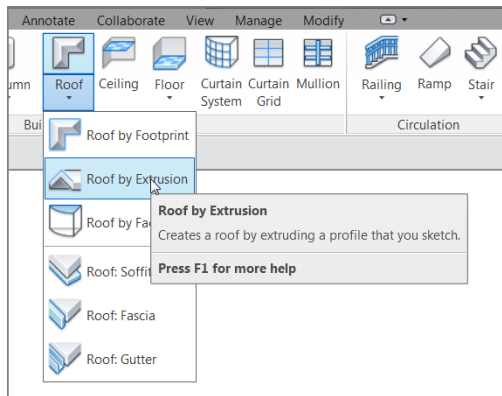 Annotate Collaborate View Manage Modify
umn Roof Ceiling Floor Curtain System Curtain Grid Mullion Railing Ramp Stair
Bui Circulation
Roof by Footprint
Roof by Extrusion
Roof by Fac
Roof by Extrusion
Creates a roof by extruding a profile that you sketch.
Press F1 for more help
Roof: Soffit
Roof: Fascia
Roof: Gutter